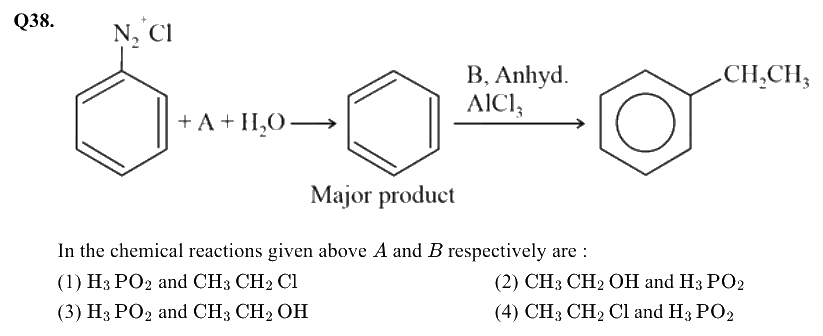 Q38.
N₂⁺Cl
+ A + H₂O
B, Anhyd.
AlCl₃
CH₂CH₃
Major product
In the chemical reactions given above A and B respectively are :
(1) H₃ PO₂ and CH₃ CH₂ Cl
(2) CH₃ CH₂ OH and H₃ PO₂
(3) H₃ PO₂ and CH₃ CH₂ OH
(4) CH₃ CH₂ Cl and H₃ PO₂